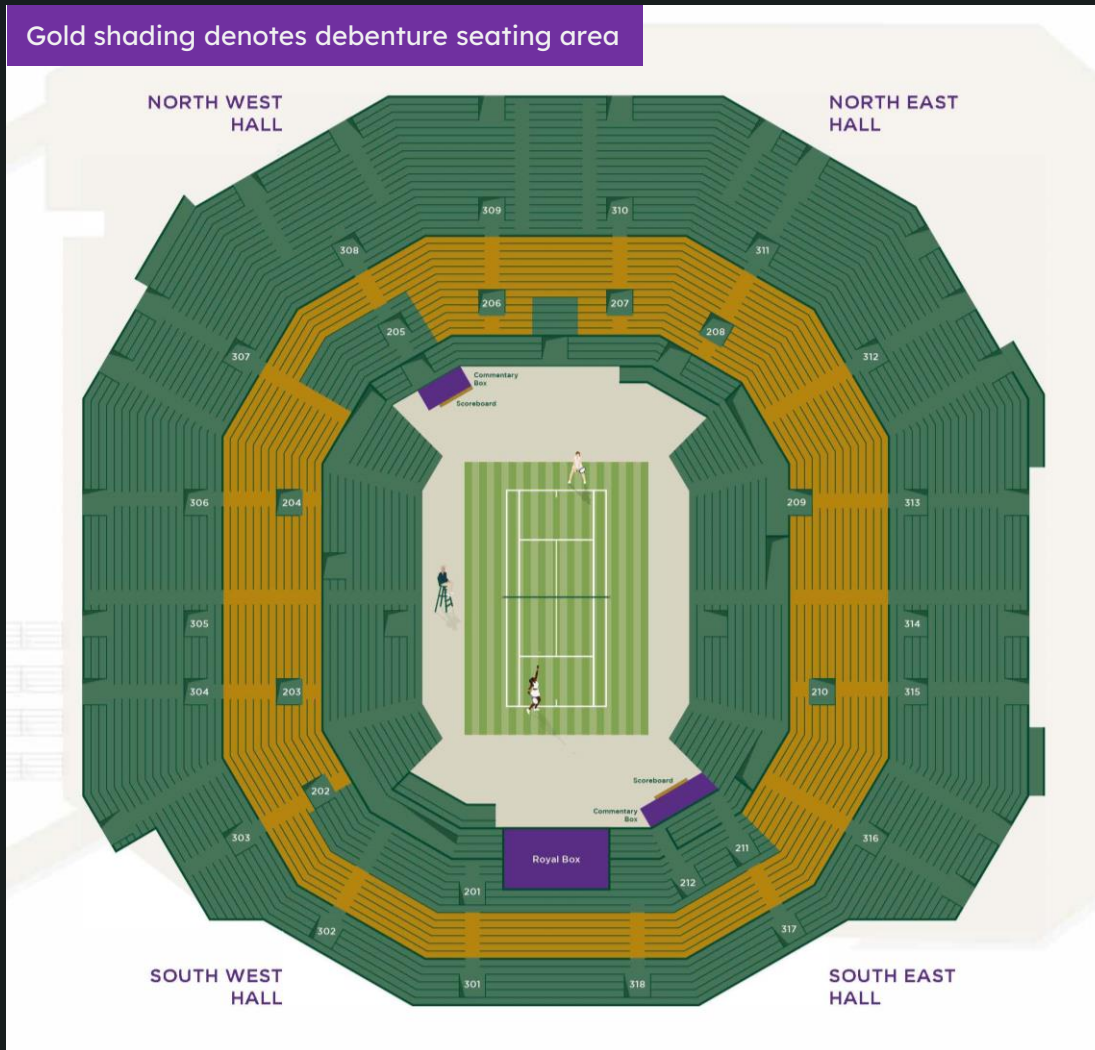 Gold shading denotes debenture seating area
NORTH WEST
HALL
NORTH EAST
HALL
309
310
308
311
206
207
205
208
307
312
Commentary
Box
Scoreboard
306
204
209
313
305
314
304
203
210
315
Scoreboard
202
Commentary
Box
303
316
211
Royal Box
212
201
302
317
SOUTH WEST
HALL
301
318
SOUTH EAST
HALL